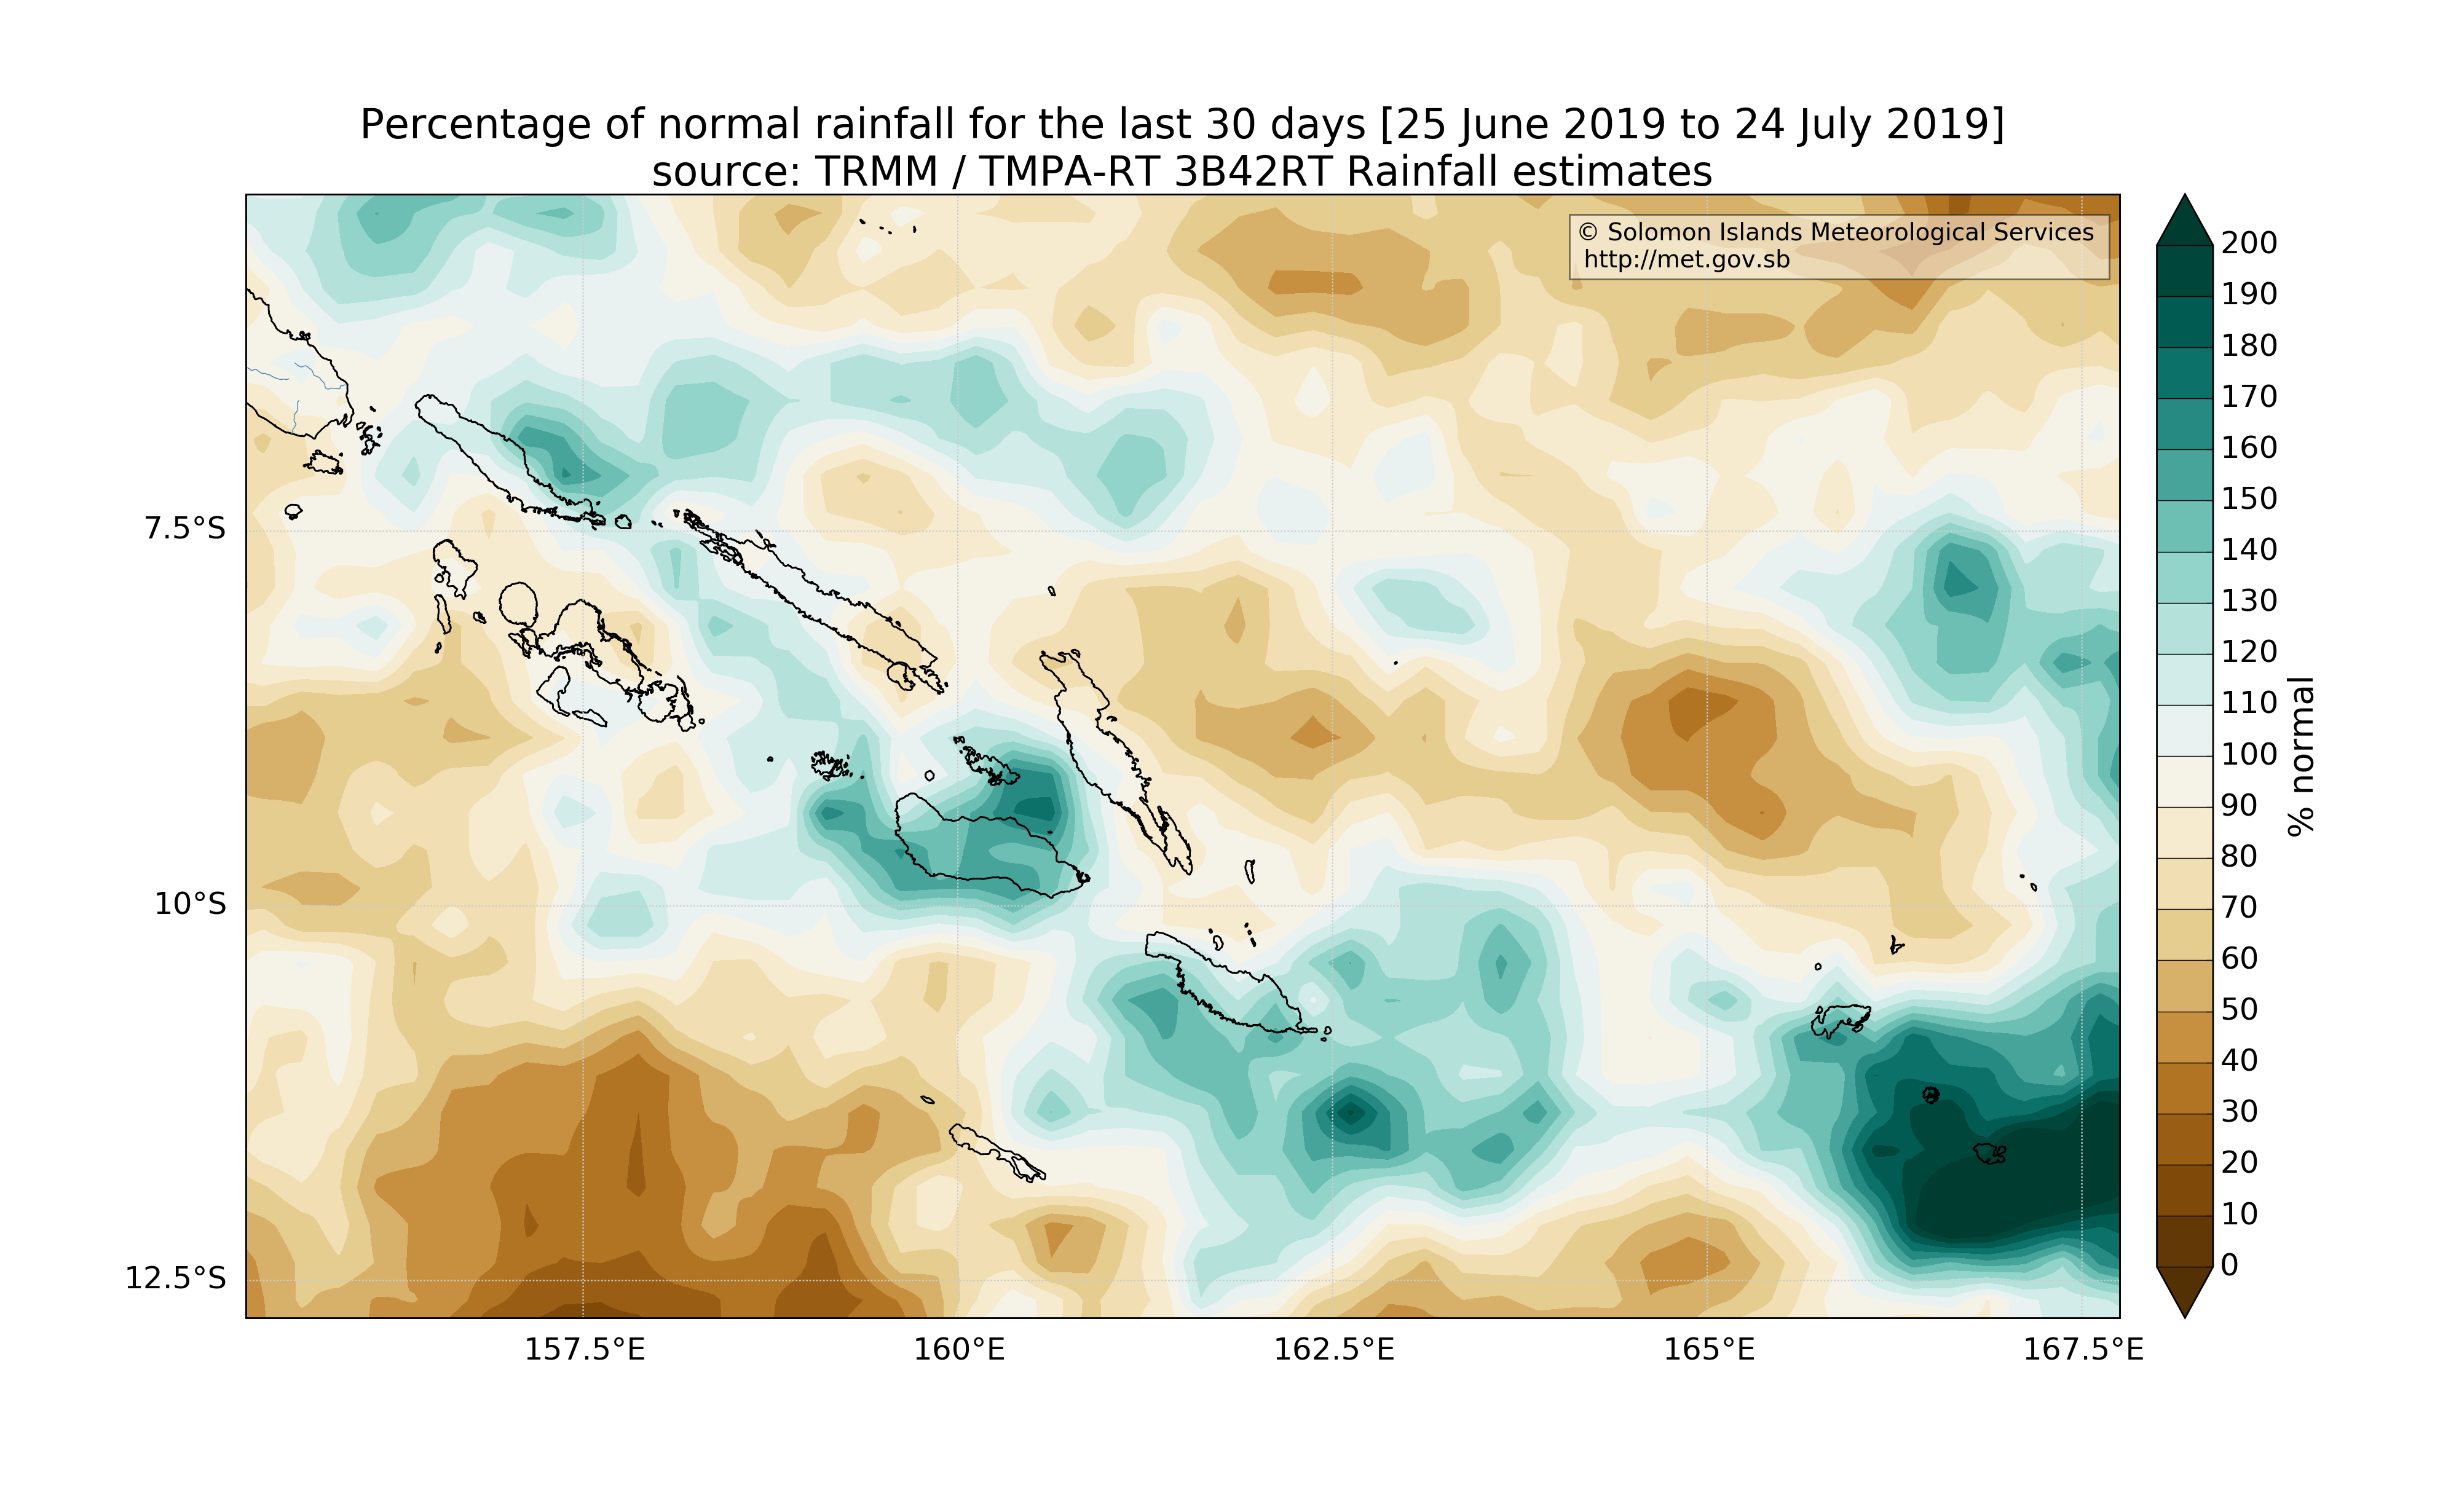 Percentage of normal rainfall for the last 30 days [25 June 2019 to 24 July 2019]
source: TRMM / TMPA-RT 3B42RT Rainfall estimates
© Solomon Islands Meteorological Services
http://met.gov.sb
7.5°S
10°S
12.5°S
157.5°E
160°E
162.5°E
165°E
167.5°E
200
190
180
170
160
150
140
130
120
110
100
90
80
70
60
50
40
30
20
10
0
% normal